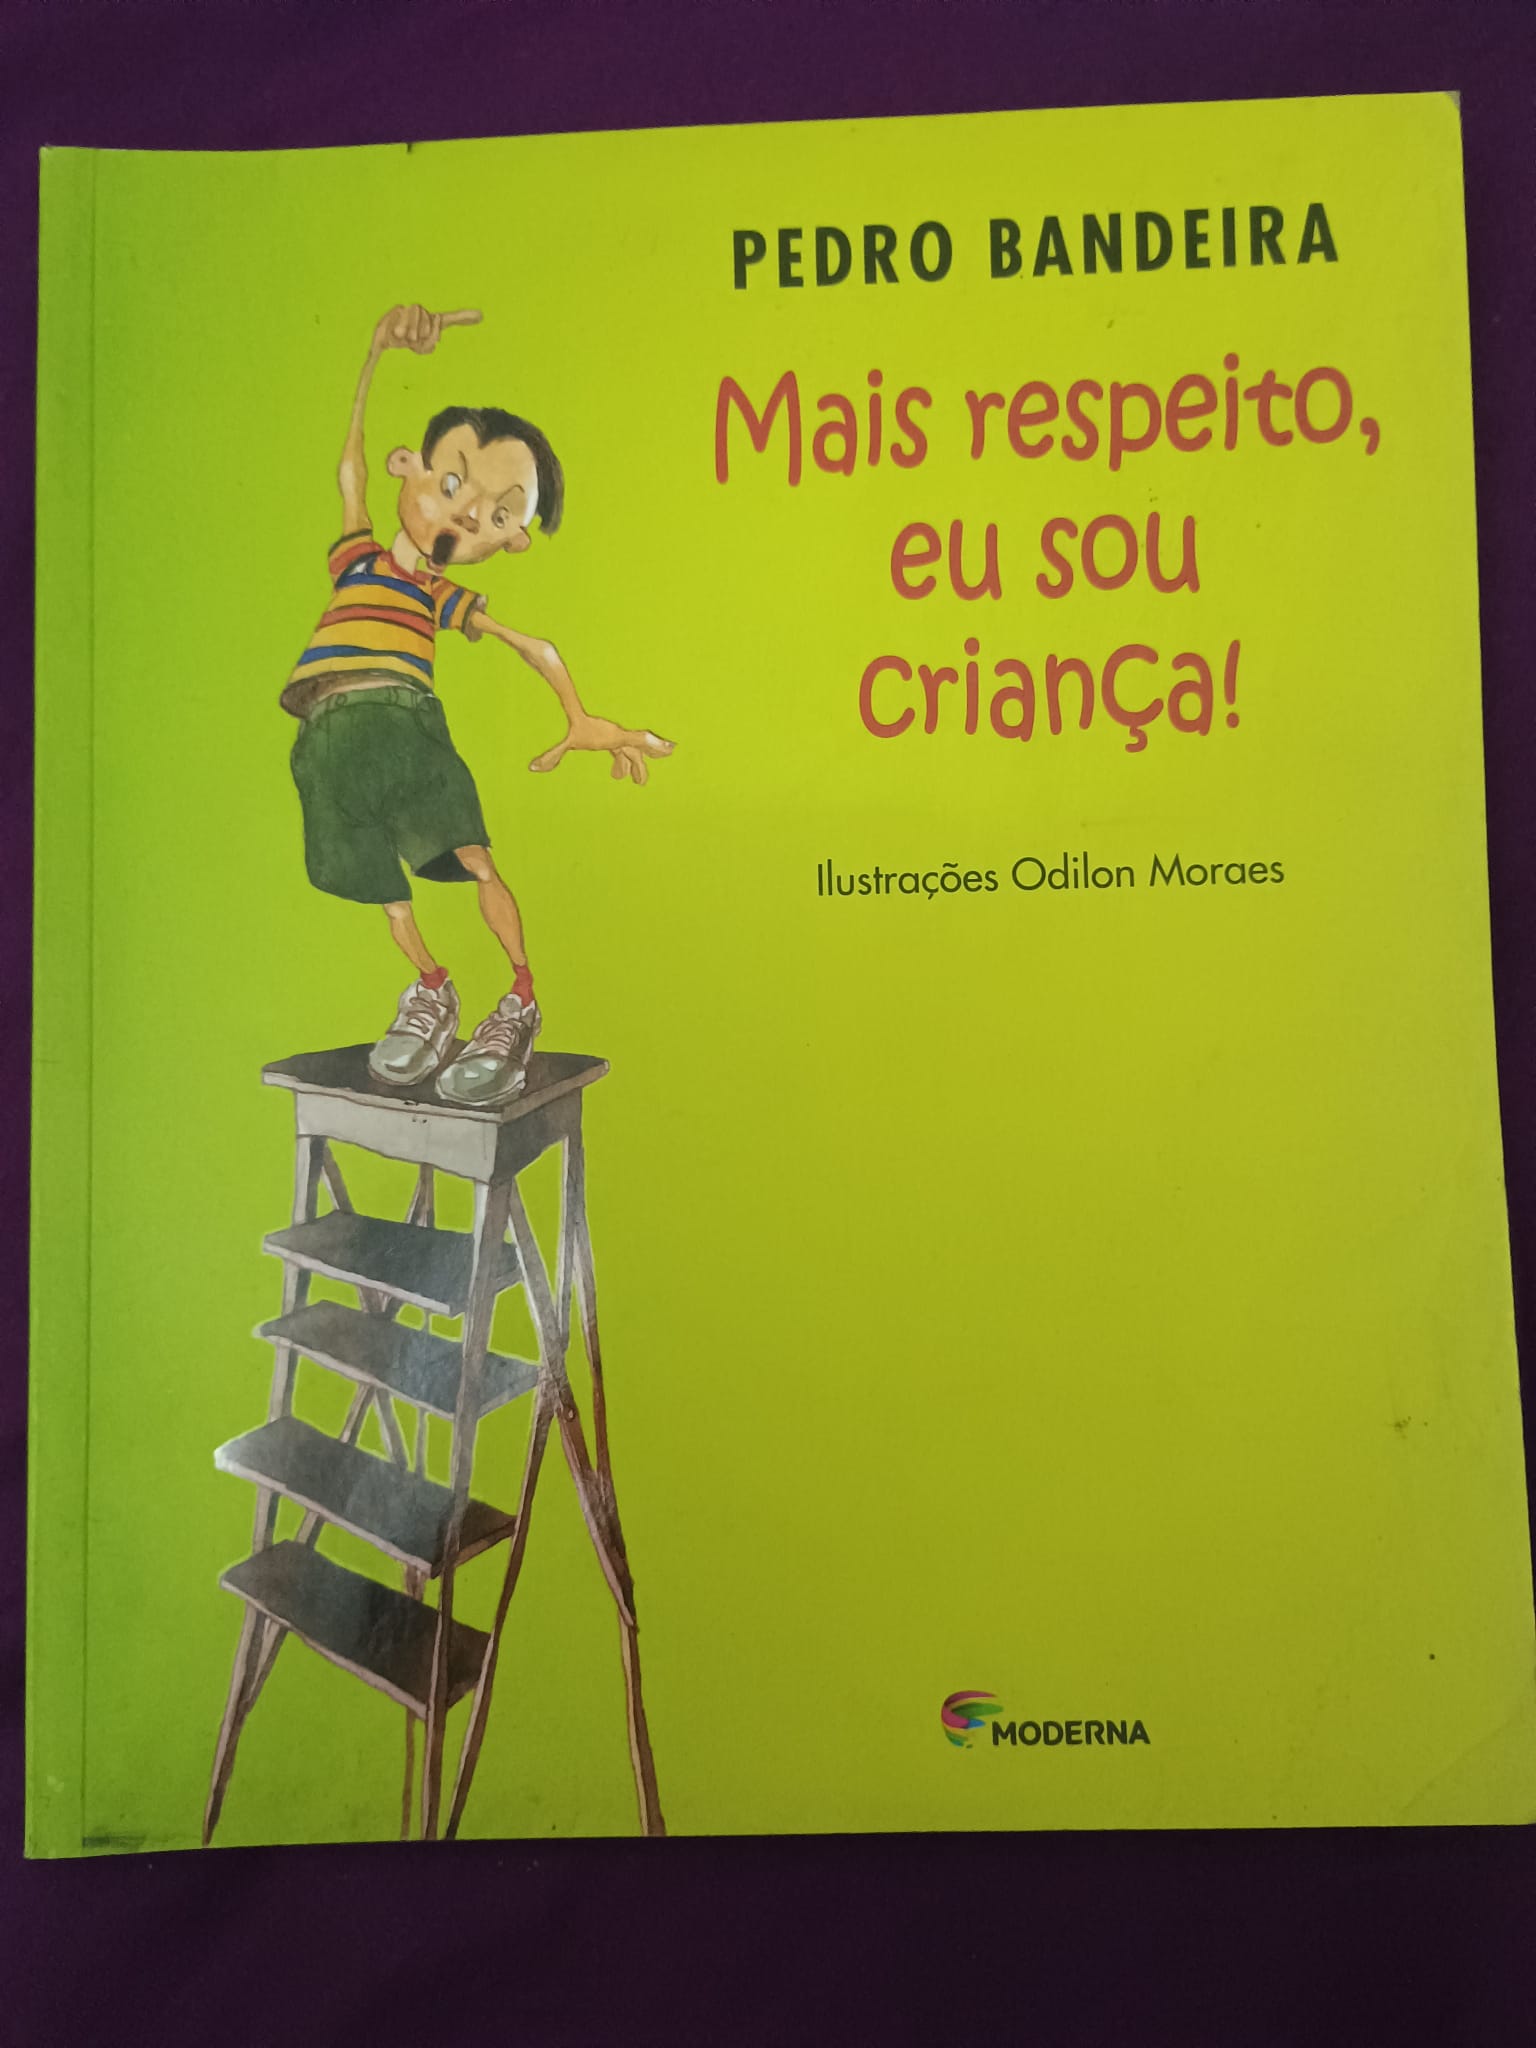 PEDRO BANDEIRA
Mais respeito,
eu sou
criança!
Ilustrações Odilon Moraes
MODERNA